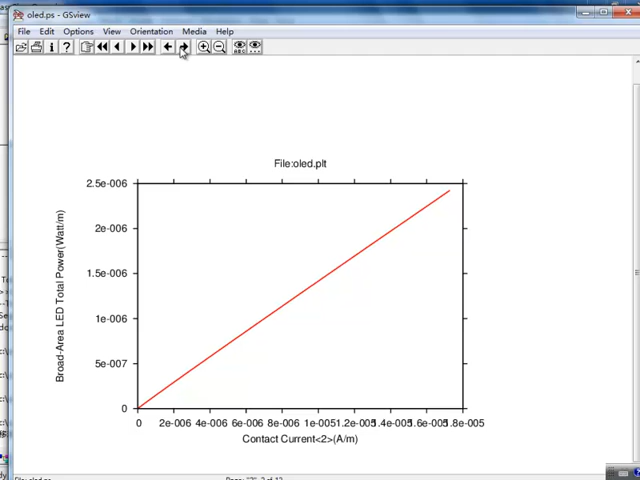 oled.ps - GSview
File Edit Options View Orientation Media Help
File:oled.plt
2.5e-006
2e-006
1.5e-006
1e-006
5e-007
0
Broad-Area LED Total Power(Watt/m)
0 2e-006 4e-006 6e-006 8e-006 1e-005 1.2e-005 1.4e-005 1.6e-005 1.8e-005
Contact Current<2>(A/m)